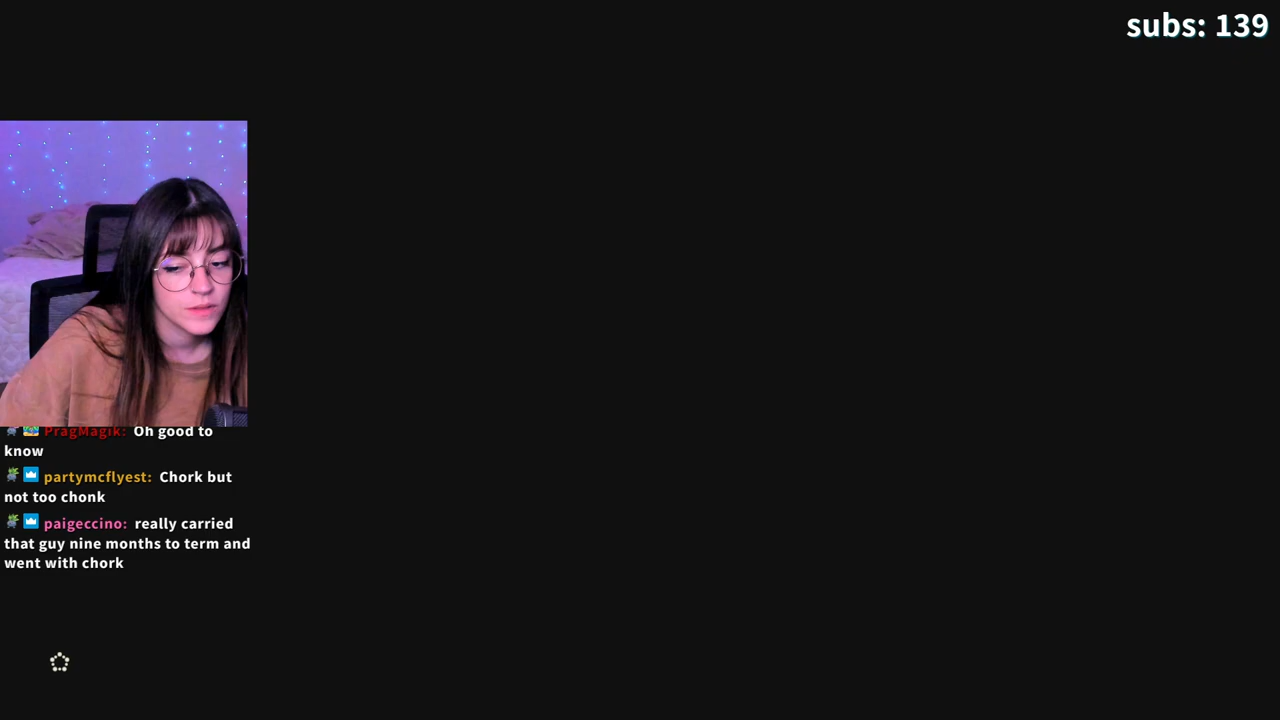 subs: 139
PragMagik: Oh good to
know
partymcflyest: Chork but
not too chonk
paigeccino: really carried
that guy nine months to term and
went with chork